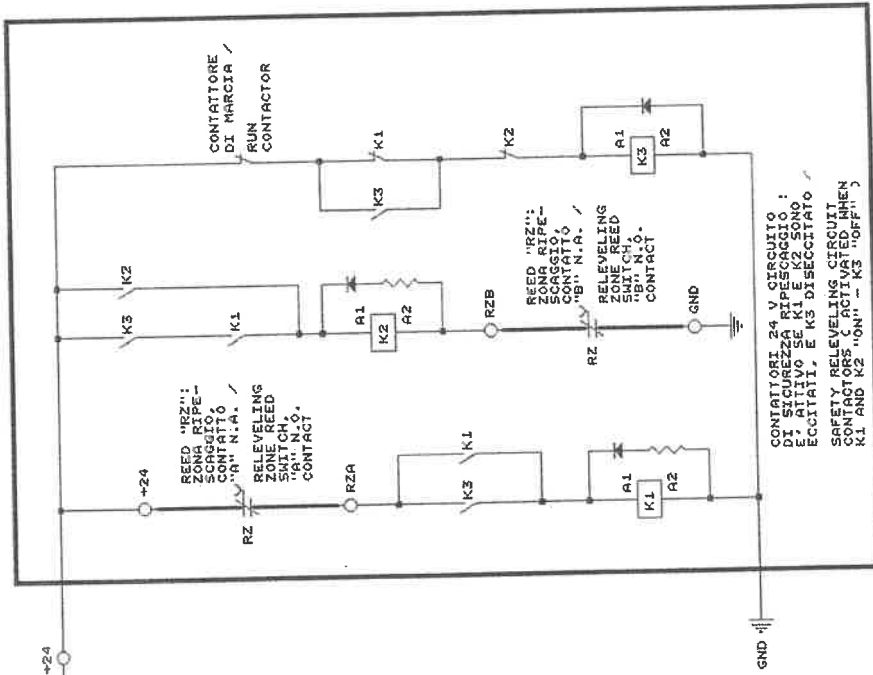 +24
CONTATTORE
DI MARCIA /
RUN
CONTACTOR
K1
K3
K2
A1
K3
A2
K2
K3
K1
A1
K2
A2
RZB
REED "RZ":
ZONA RIPE-
SCAGGIO,
CONTATTO
"B" N.A. /
RELEVELING
ZONE REED
SWITCH,
"B" N.O.
CONTACT
RZ
GND
REED "RZ":
ZONA RIPE-
SCAGGIO,
CONTATTO
"A" N.A. /
RELEVELING
ZONE REED
SWITCH,
"A" N.O.
CONTACT
+24
RZ
RZA
K1
K3
A1
K1
A2
CONTATTORI 24 V CIRCUITO
DI SICUREZZA RIPESCAGGIO :
E' ATTIVO SE K1 E K2 SONO
ECCITATI, E K3 DISECCITATO /
SAFETY RELEVELING CIRCUIT
CONTACTORS ( ACTIVATED WHEN
K1 AND K2 "ON" - K3 "OFF" )
GND